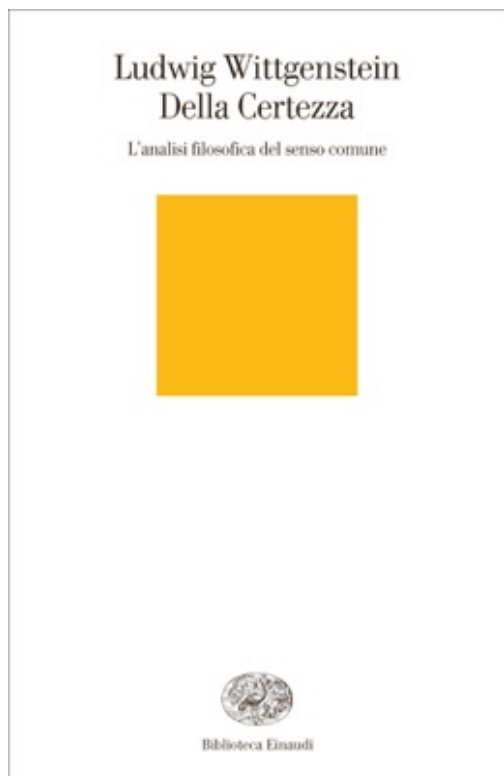 Ludwig Wittgenstein
Della Certezza
L'analisi filosofica del senso comune
Biblioteca Einaudi